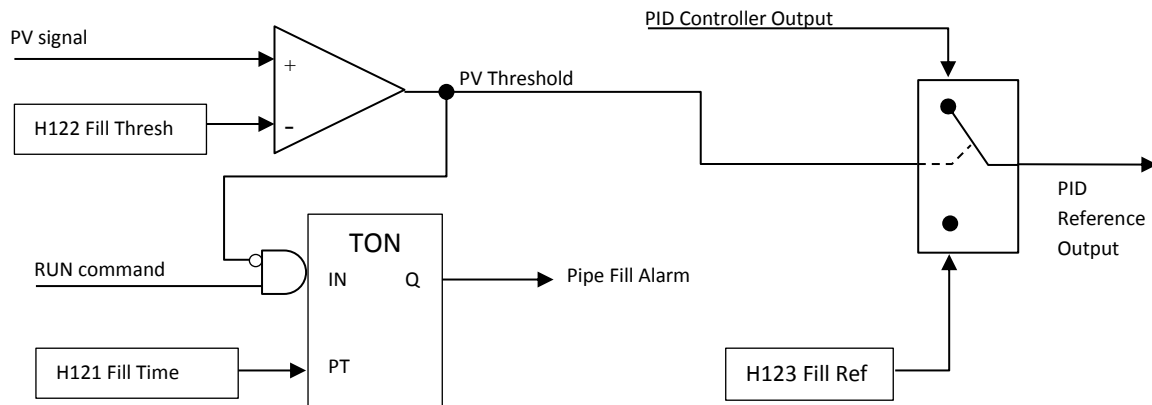 PID Controller Output
PV signal
+
PV Threshold
H122 Fill Thresh
-
TON
RUN command
IN
Q
Pipe Fill Alarm
PID
Reference
Output
H121 Fill Time
PT
H123 Fill Ref